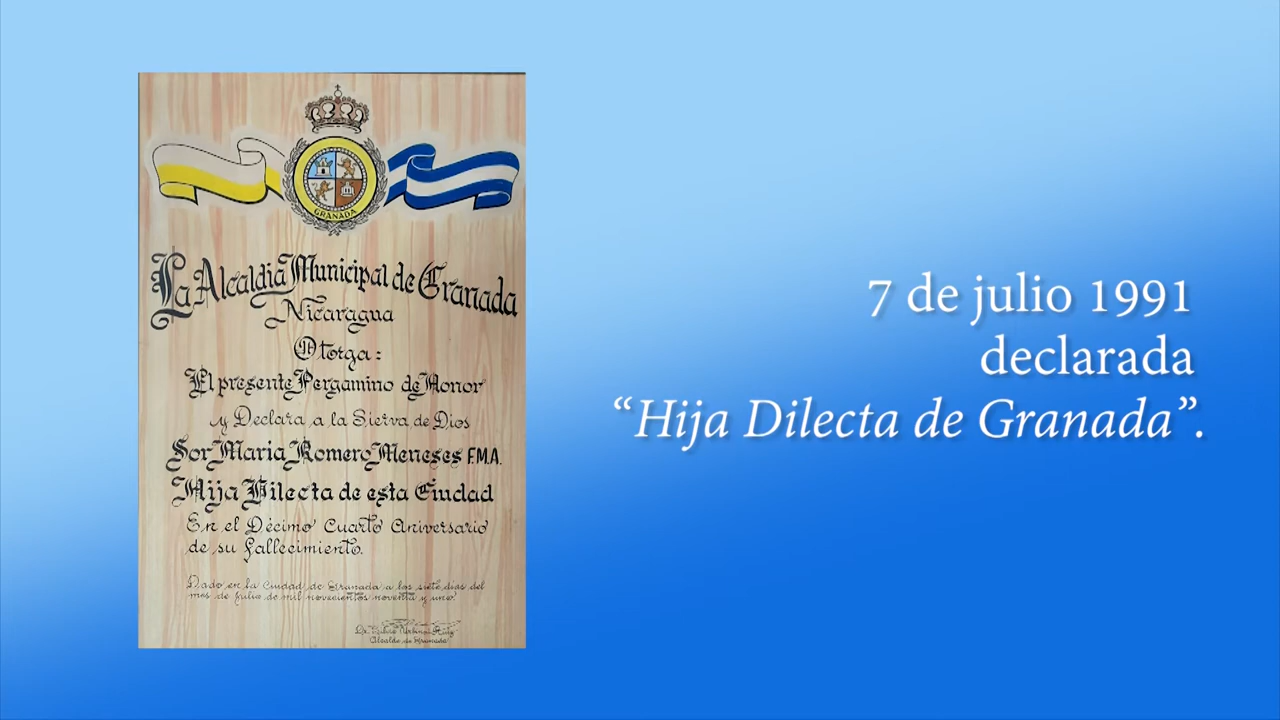 GRANADA
La Alcaldia Municipal de Granada
Nicaragua
Otorga:
El presente Pergamino de Honor
y Declara a la Sierva de Dios
Sor Maria Romero Meneses F.M.A.
Hija Dilecta de esta Ciudad
En el Décimo Cuarto Aniversario
de su fallecimiento.
Dado en la Ciudad de Granada a los siete dias del
mes de Julio de mil novecientos noventa y uno.
Alcalde de Granada
7 de julio 1991
declarada
“Hija Dilecta de Granada”.